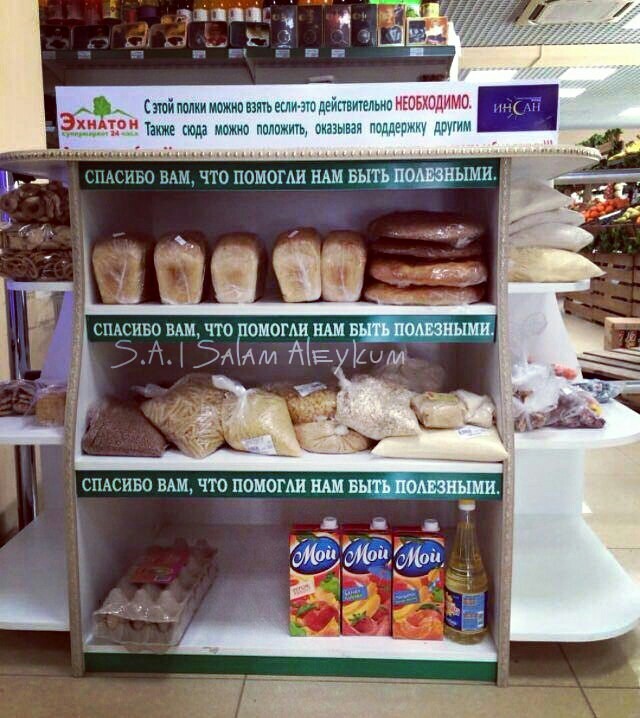 ЭХНАТОН
супермаркет 24 часа
С этой полки можно взять если-это действительно НЕОБХОДИМО.
Также сюда можно положить, оказывая поддержку другим
ИНСАН
СПАСИБО ВАМ, ЧТО ПОМОГЛИ НАМ БЫТЬ ПОЛЕЗНЫМИ.
СПАСИБО ВАМ, ЧТО ПОМОГЛИ НАМ БЫТЬ ПОЛЕЗНЫМИ.
S.A. | SALAM ALEYKUM
СПАСИБО ВАМ, ЧТО ПОМОГЛИ НАМ БЫТЬ ПОЛЕЗНЫМИ.
Мой Мой Мой